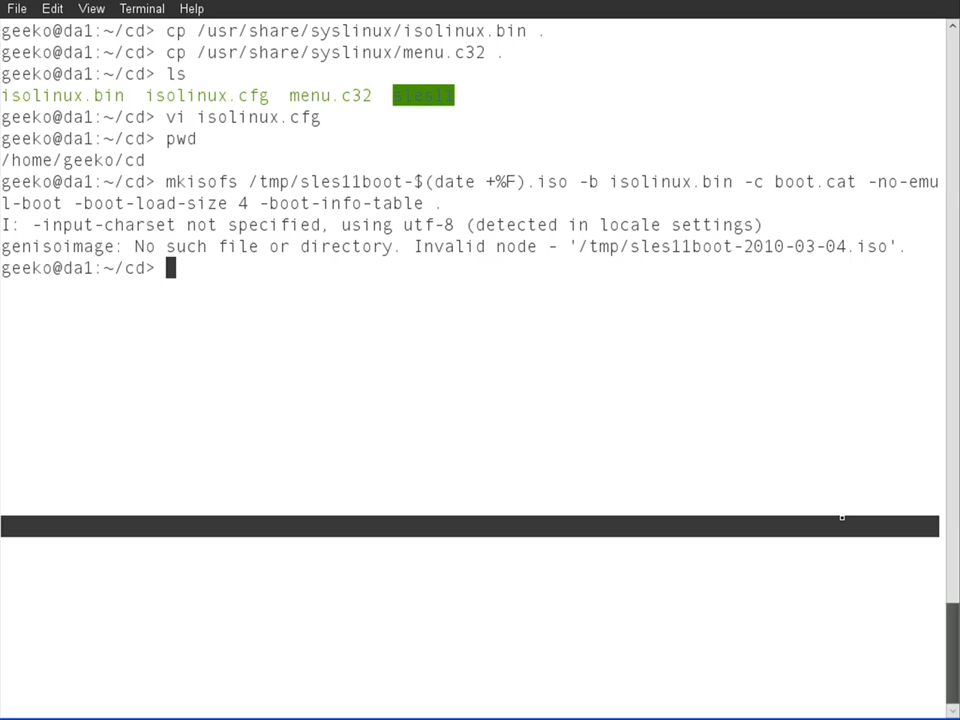 File Edit View Terminal Help
geeko@da1:~/cd> cp /usr/share/syslinux/isolinux.bin .
geeko@da1:~/cd> cp /usr/share/syslinux/menu.c32 .
geeko@da1:~/cd> ls
isolinux.bin isolinux.cfg menu.c32 sles11
geeko@da1:~/cd> vi isolinux.cfg
geeko@da1:~/cd> pwd
/home/geeko/cd
geeko@da1:~/cd> mkisofs /tmp/sles11boot-$(date +%F).iso -b isolinux.bin -c boot.cat -no-emu
l-boot -boot-load-size 4 -boot-info-table .
I: -input-charset not specified, using utf-8 (detected in locale settings)
genisoimage: No such file or directory. Invalid node - '/tmp/sles11boot-2010-03-04.iso'.
geeko@da1:~/cd>